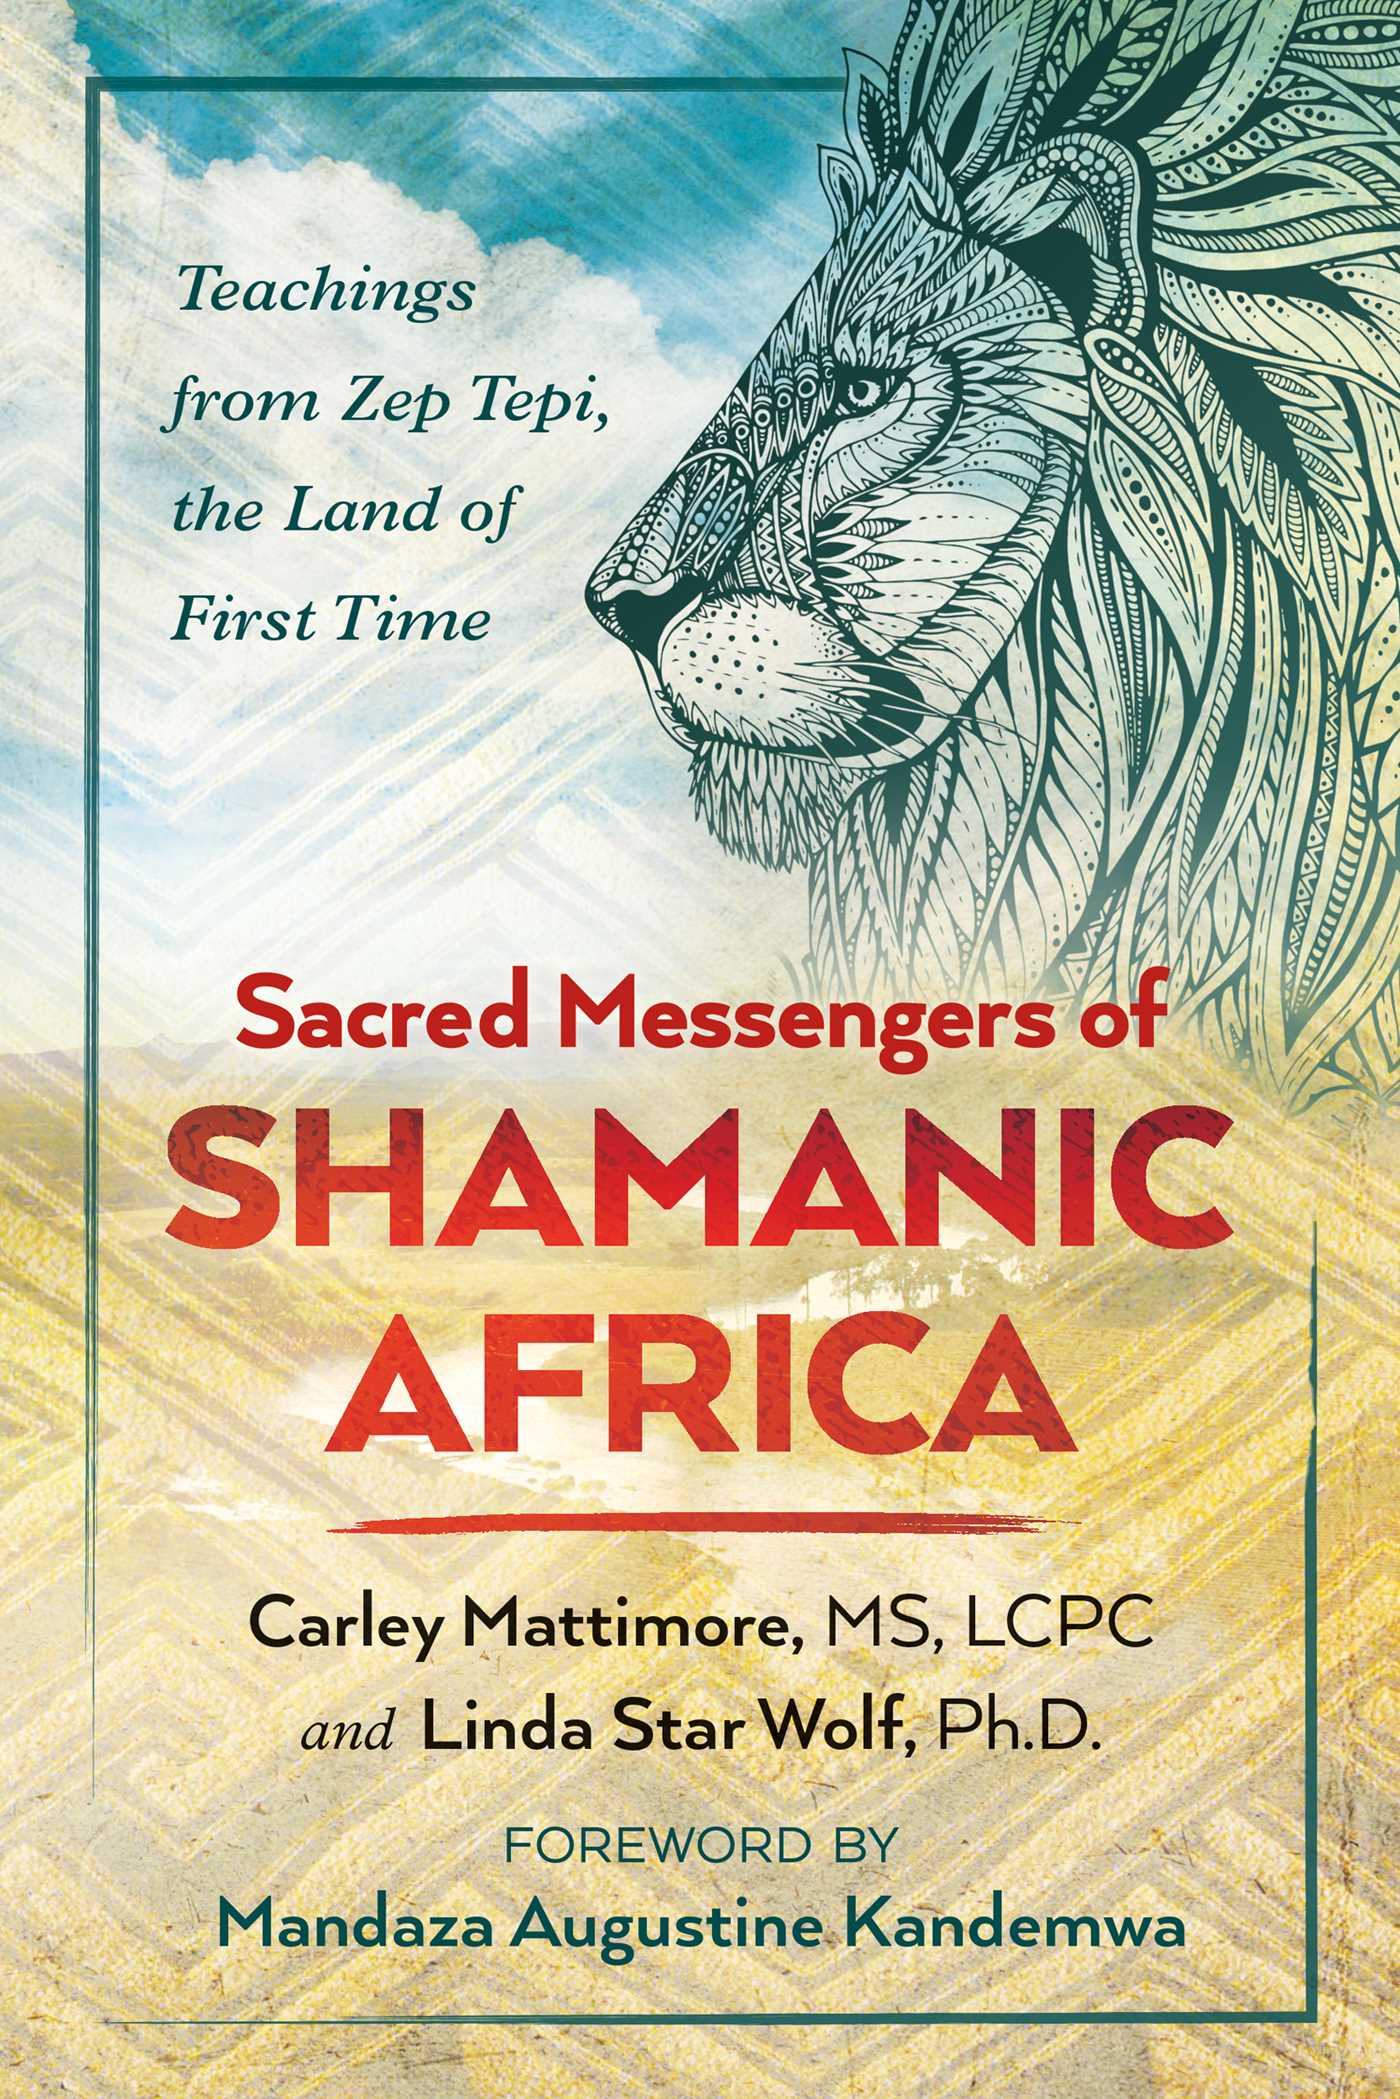 Teachings
from Zep Tepi,
the Land of
First Time
Sacred Messengers of
SHAMANIC
AFRICA
Carley Mattimore, MS, LCPC
and Linda Star Wolf, Ph.D.
FOREWORD BY
Mandaza Augustine Kandemwa